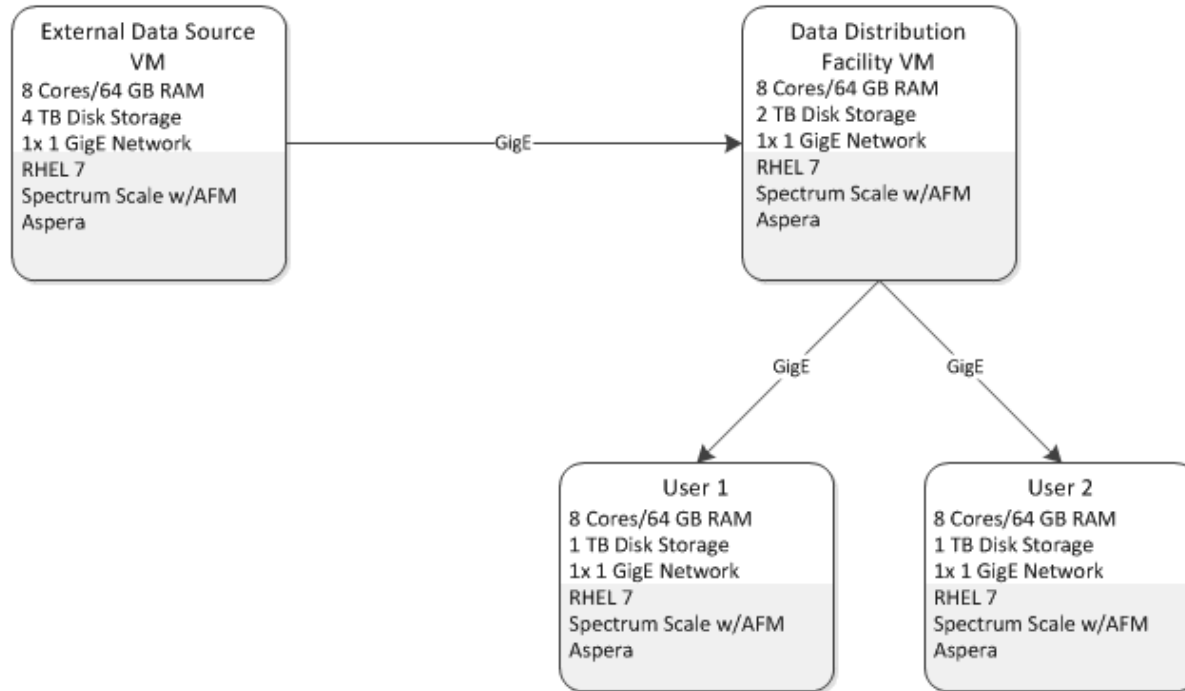 External Data Source
VM
8 Cores/64 GB RAM
4 TB Disk Storage
1x 1 GigE Network
RHEL 7
Spectrum Scale w/AFM
Aspera
GigE
Data Distribution
Facility VM
8 Cores/64 GB RAM
2 TB Disk Storage
1x 1 GigE Network
RHEL 7
Spectrum Scale w/AFM
Aspera
GigE
GigE
User 1
8 Cores/64 GB RAM
1 TB Disk Storage
1x 1 GigE Network
RHEL 7
Spectrum Scale w/AFM
Aspera
User 2
8 Cores/64 GB RAM
1 TB Disk Storage
1x 1 GigE Network
RHEL 7
Spectrum Scale w/AFM
Aspera